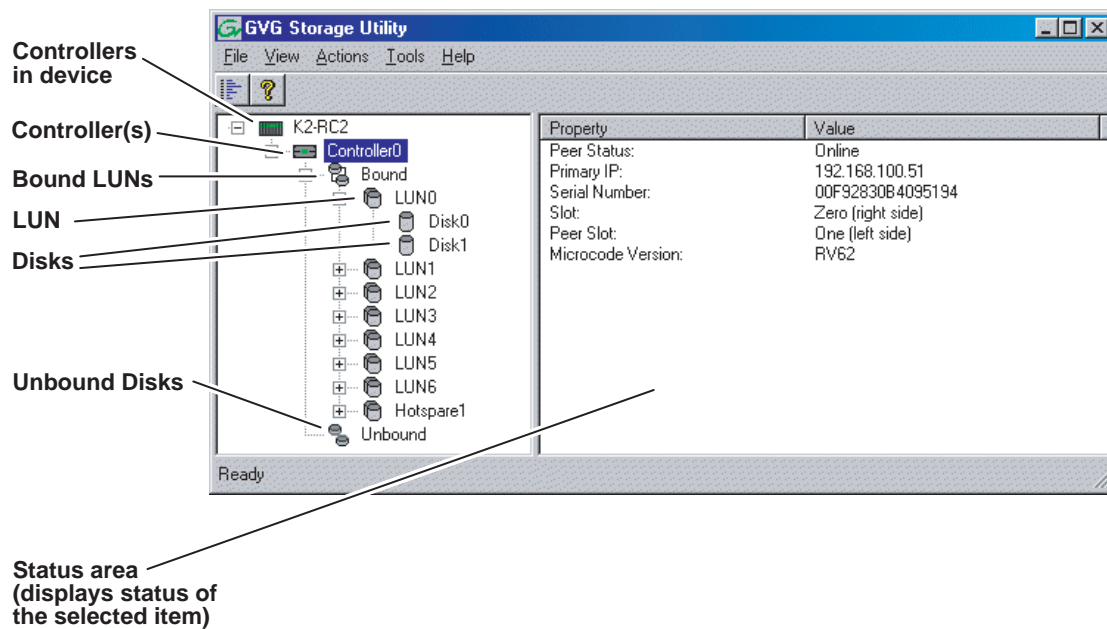 GVG Storage Utility
File View Actions Tools Help
Controllers
in device
Controller(s)
Bound LUNs
LUN
Disks
Unbound Disks
K2-RC2
Controller0
Bound
LUN0
Disk0
Disk1
LUN1
LUN2
LUN3
LUN4
LUN5
LUN6
Hotspare1
Unbound
Property Value
Peer Status: Online
Primary IP: 192.168.100.51
Serial Number: 00F92830B4095194
Slot: Zero (right side)
Peer Slot: One (left side)
Microcode Version: RV62
Ready
Status area
(displays status of
the selected item)